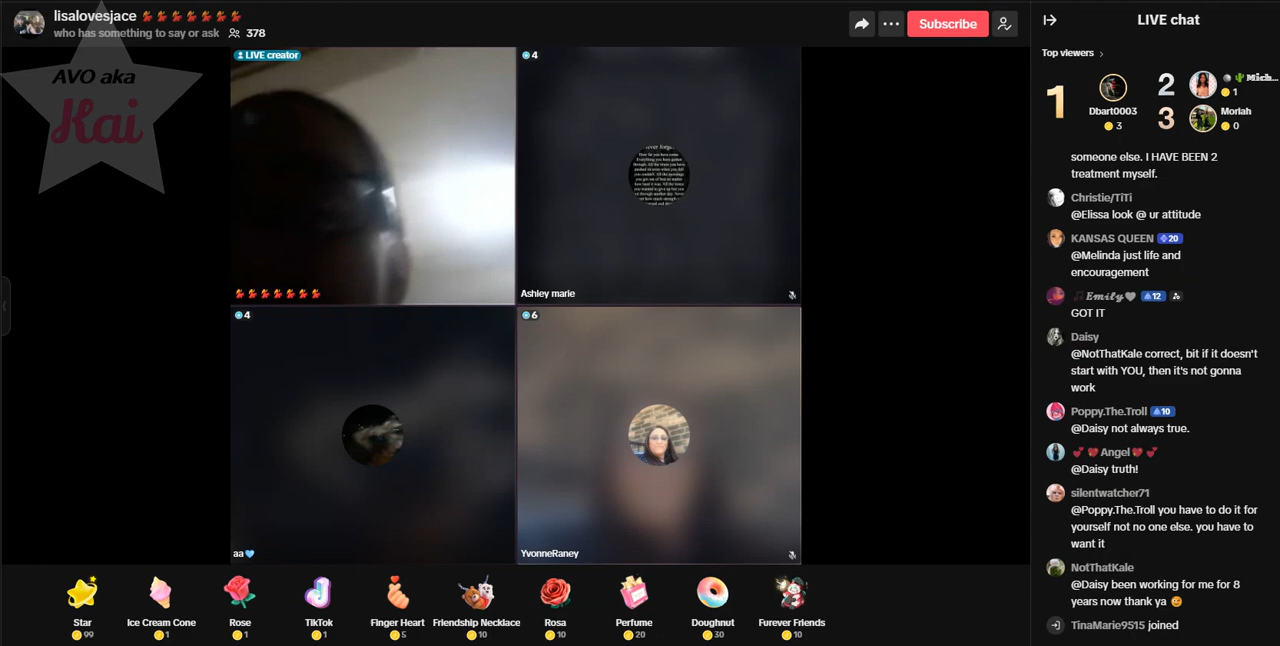 lisalovesjace
who has something to say or ask 378
Subscribe
LIVE chat
AVO aka
Kai
LIVE creator
4
Ashley marie
4
aa
6
YvonneRaney
Top viewers
1
Dbart0003
3
2
Mich...
1
3
Moriah
0
someone else. I HAVE BEEN 2
treatment myself.
Christie/TiTi
@Elissa look @ ur attitude
KANSAS QUEEN 20
@Melinda just life and
encouragement
Emily 12
GOT IT
Daisy
@NotThatKale correct, bit if it doesn't
start with YOU, then it's not gonna
work
Poppy.The.Troll 10
@Daisy not always true.
Angel
@Daisy truth!
silentwatcher71
@Poppy.The.Troll you have to do it for
yourself not no one else. you have to
want it
NotThatKale
@Daisy been working for me for 8
years now thank ya
TinaMarie9515 joined
Star
99
Ice Cream Cone
1
Rose
1
TikTok
1
Finger Heart
5
Friendship Necklace
10
Rosa
10
Perfume
20
Doughnut
30
Furever Friends
10